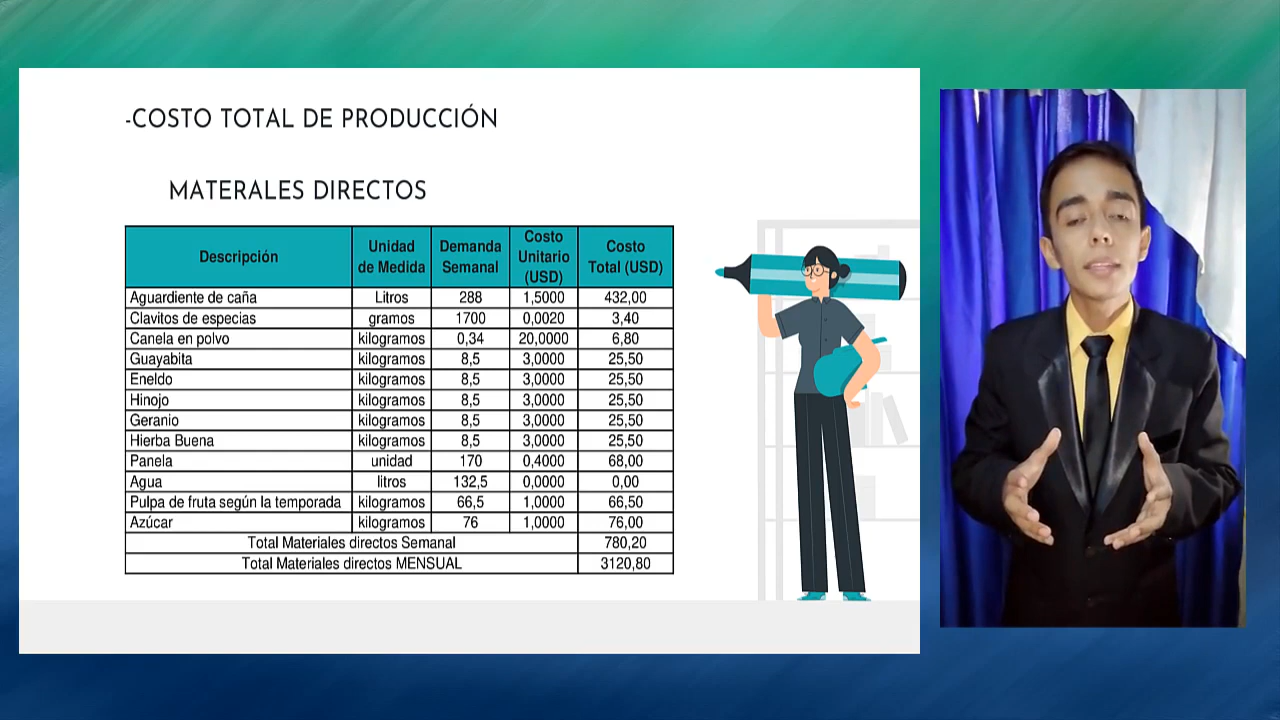 -COSTO TOTAL DE PRODUCCIÓN
MATERALES DIRECTOS
Descripción Unidad de Medida Demanda Semanal Costo Unitario (USD) Costo Total (USD)
Aguardiente de caña Litros 288 1,5000 432,00
Clavitos de especias gramos 1700 0,0020 3,40
Canela en polvo kilogramos 0,34 20,0000 6,80
Guayabita kilogramos 8,5 3,0000 25,50
Eneldo kilogramos 8,5 3,0000 25,50
Hinojo kilogramos 8,5 3,0000 25,50
Geranio kilogramos 8,5 3,0000 25,50
Hierba Buena kilogramos 8,5 3,0000 25,50
Panela unidad 170 0,4000 68,00
Agua litros 132,5 0,0000 0,00
Pulpa de fruta según la temporada kilogramos 66,5 1,0000 66,50
Azúcar kilogramos 76 1,0000 76,00
Total Materiales directos Semanal 780,20
Total Materiales directos MENSUAL 3120,80